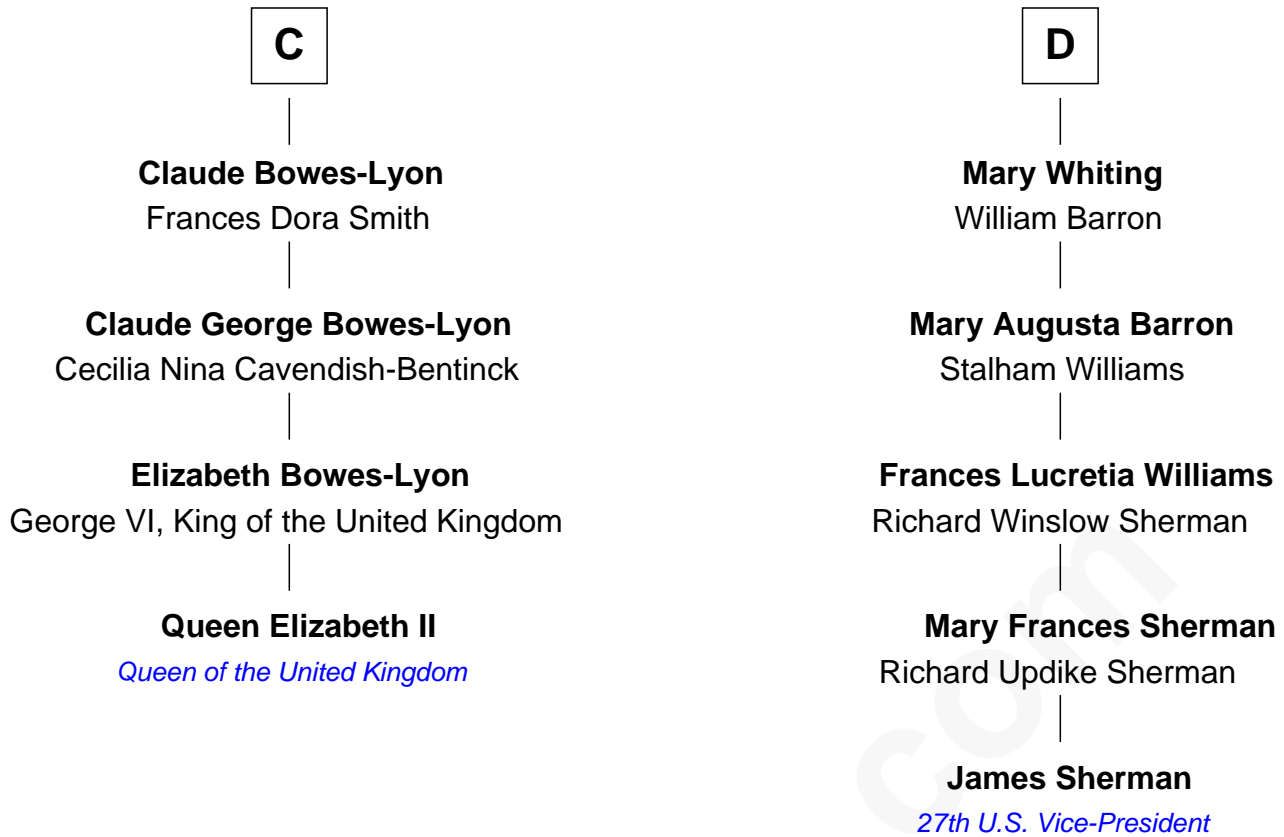 C
Claude Bowes-Lyon
Frances Dora Smith
Claude George Bowes-Lyon
Cecilia Nina Cavendish-Bentinck
Elizabeth Bowes-Lyon
George VI, King of the United Kingdom
Queen Elizabeth II
Queen of the United Kingdom
D
Mary Whiting
William Barron
Mary Augusta Barron
Stalham Williams
Frances Lucretia Williams
Richard Winslow Sherman
Mary Frances Sherman
Richard Updike Sherman
James Sherman
27th U.S. Vice-President
com